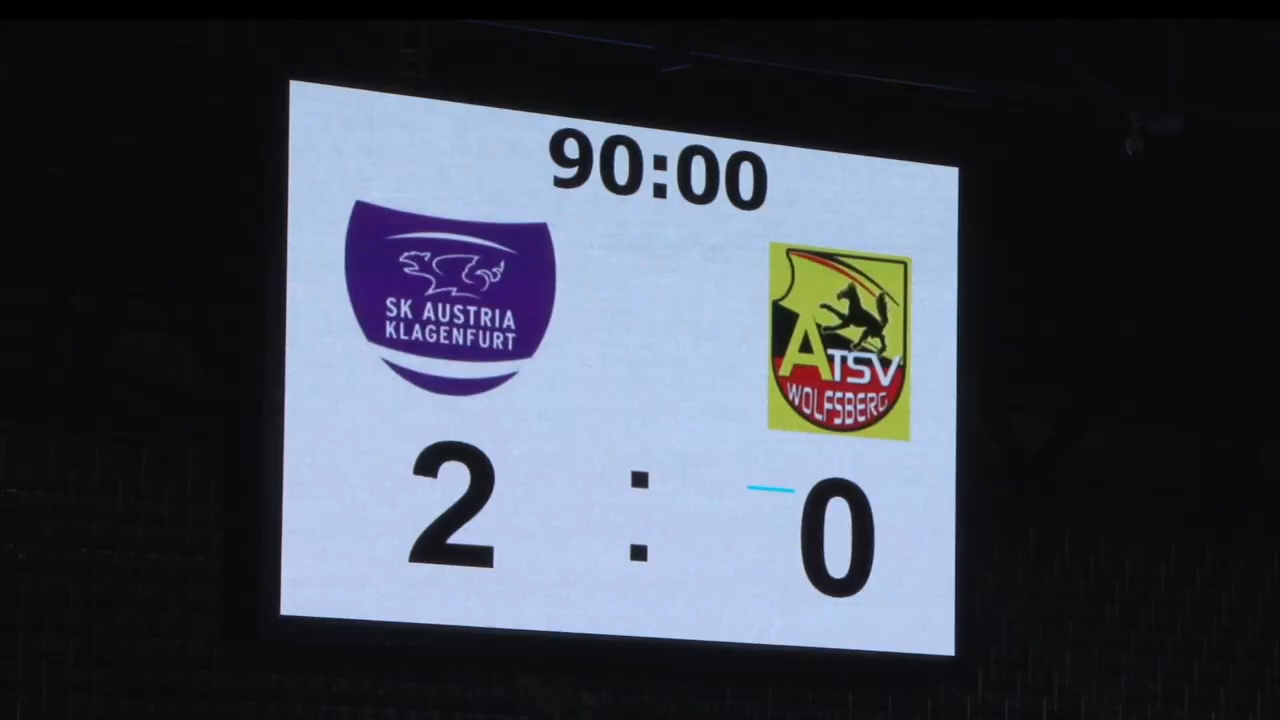 90:00
SK AUSTRIA
KLAGENFURT
ATSV
WOLFSBERG
2 : 0